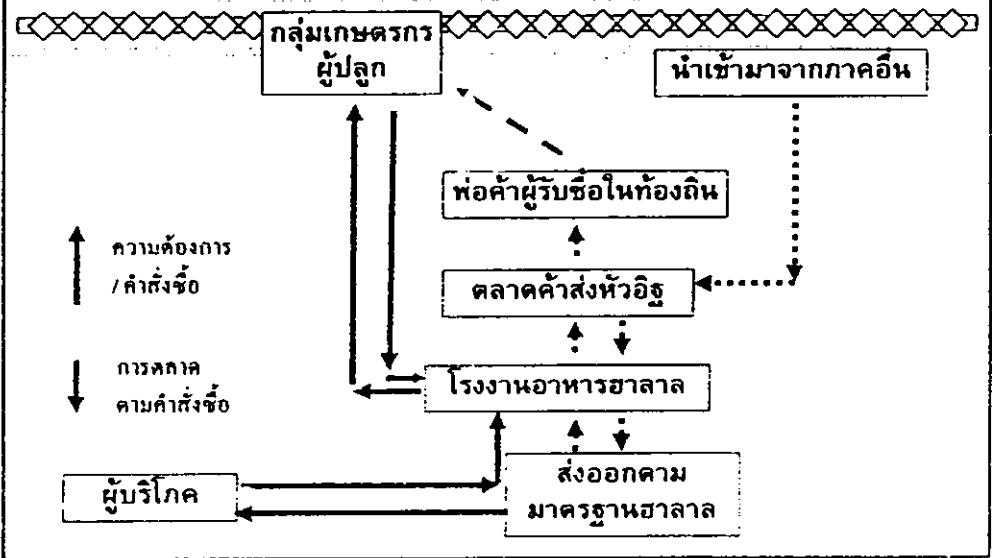 กลุ่มเกษตรกร
ผู้ปลูก
นำเข้ามาจากภาคอื่น
พ่อค้าผู้รับซื้อในท้องถิ่น
ความต้องการ
/ คำสั่งซื้อ
ตลาดค้าส่งหัวอิฐ
การตลาด
ตามคำสั่งซื้อ
โรงงานอาหารฮาลาล
ผู้บริโภค
ส่งออกตาม
มาตรฐานฮาลาล